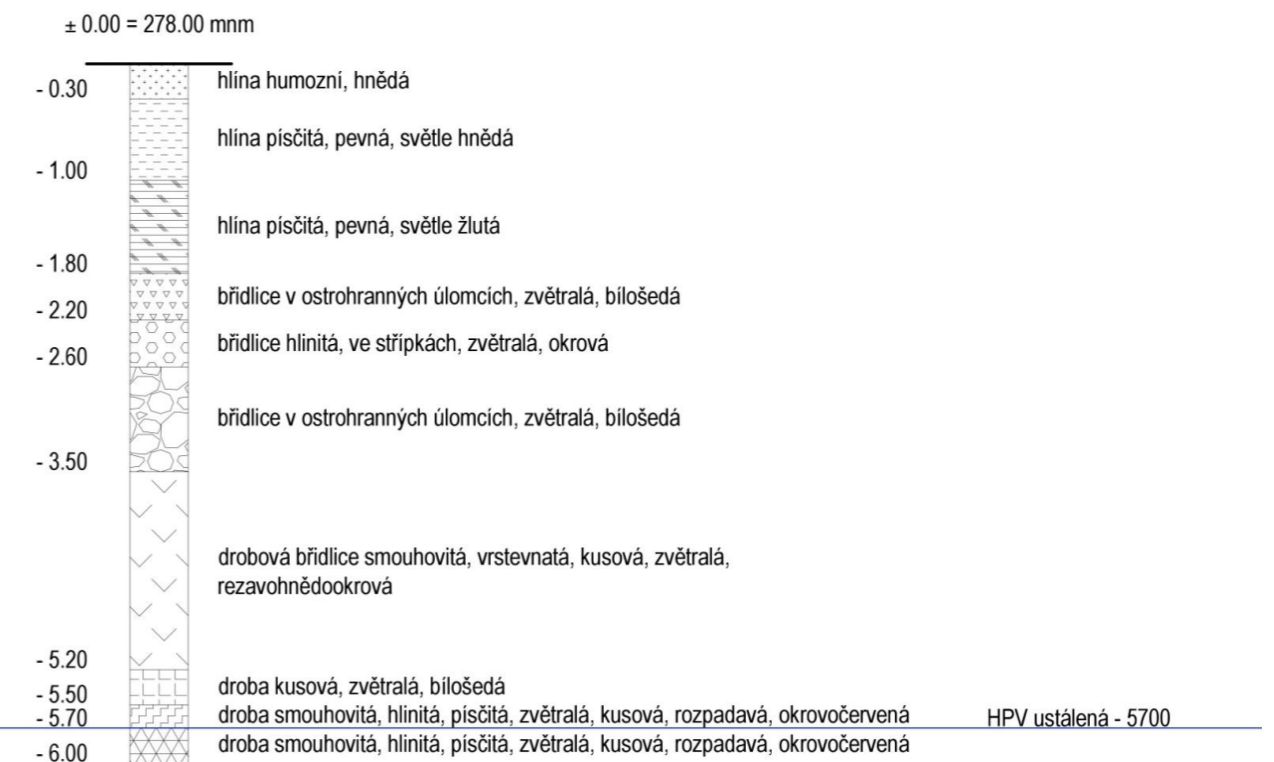 ± 0.00 = 278.00 mnm
- 0.30
hlína humozní, hnědá
hlína písčitá, pevná, světle hnědá
- 1.00
hlína písčitá, pevná, světle žlutá
- 1.80
břidlice v ostrohranných úlomcích, zvětralá, bílošedá
- 2.20
břidlice hlinitá, ve střípkách, zvětralá, okrová
- 2.60
břidlice v ostrohranných úlomcích, zvětralá, bílošedá
- 3.50
drobová břidlice smouhovitá, vrstevnatá, kusová, zvětralá,
rezavohnědookrová
- 5.20
droba kusová, zvětralá, bílošedá
- 5.50
- 5.70 droba smouhovitá, hlinitá, písčitá, zvětralá, kusová, rozpadavá, okrovočervená HPV ustálená - 5700
droba smouhovitá, hlinitá, písčitá, zvětralá, kusová, rozpadavá, okrovočervená
- 6.00